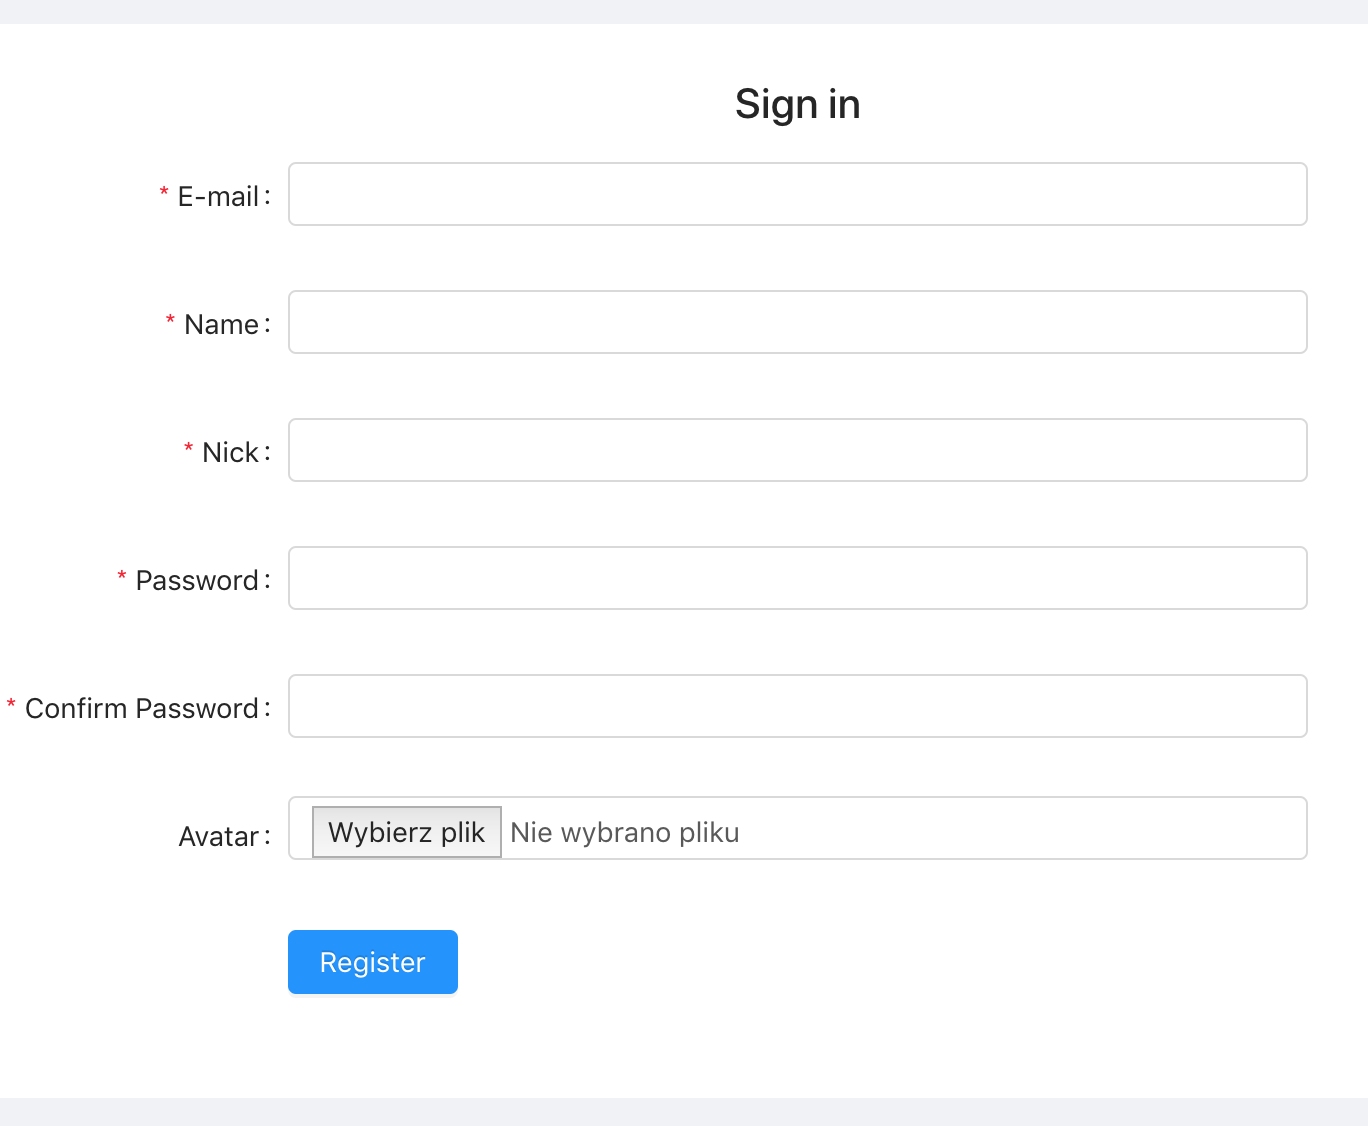 Sign in
* E-mail :
* Name :
* Nick :
* Password :
* Confirm Password :
Avatar : Wybierz plik Nie wybrano pliku
Register